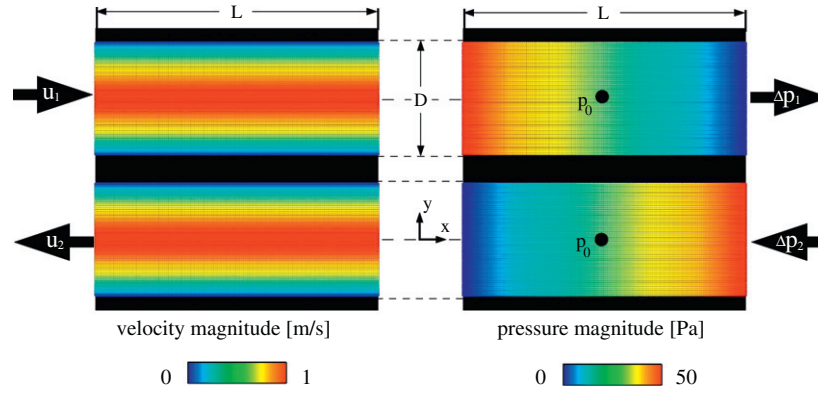 L L
u₁ D p₀ Δp₁
u₂ y x p₀ Δp₂
velocity magnitude [m/s] pressure magnitude [Pa]
0 1 0 50